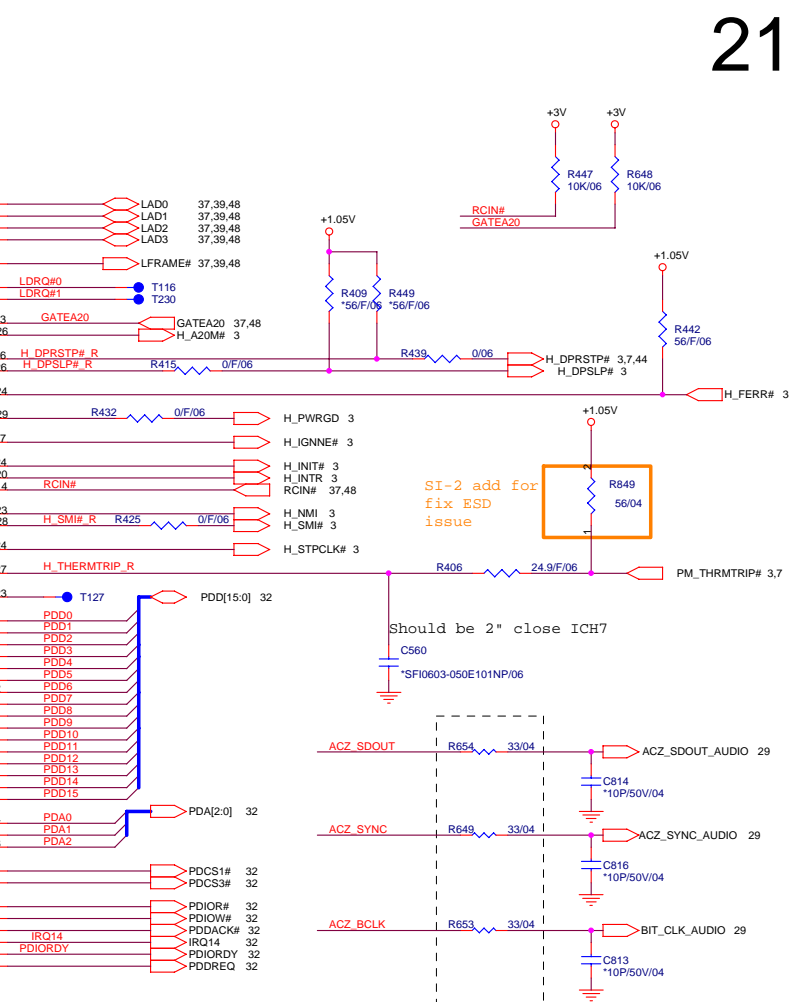 21
+3V +3V
R447 10K/06 R648 10K/06
RCIN#
GATEA20
LAD0 37,39,48
LAD1 37,39,48
LAD2 37,39,48
LAD3 37,39,48
+1.05V
LFRAME# 37,39,48
+1.05V
LDRQ#0 T116
LDRQ#1 T230
R409 *56/F/06 R449 *56/F/06
GATEA20 GATEA20 37,48
H_A20M# 3
R442 56/F/06
H_DPRSTP#_R R439 0/06 H_DPRSTP# 3,7,44
H_DPSLP#_R R415 0/F/06 H_DPSLP# 3
H_FERR# 3
R432 0/F/06 H_PWRGD 3
+1.05V
H_IGNNE# 3
H_INIT# 3
H_INTR 3
RCIN# RCIN# 37,48
SI-2 add for
fix ESD
issue
2
R849
56/04
1
H_NMI 3
H_SMI#_R R425 0/F/06 H_SMI# 3
H_STPCLK# 3
H_THERMTRIP_R R406 24.9/F/06 PM_THRMTRIP# 3,7
T127 PDD[15:0] 32
PDD0
PDD1
PDD2
PDD3
PDD4
PDD5
PDD6
PDD7
PDD8
PDD9
PDD10
PDD11
PDD12
PDD13
PDD14
PDD15
Should be 2" close ICH7
C560
*SFI0603-050E101NP/06
ACZ_SDOUT R654 33/04 ACZ_SDOUT_AUDIO 29
C814
*10P/50V/04
PDA0 PDA[2:0] 32
PDA1
PDA2
ACZ_SYNC R649 33/04 ACZ_SYNC_AUDIO 29
C816
*10P/50V/04
PDCS1# 32
PDCS3# 32
PDIOR# 32
PDIOW# 32
PDDACK# 32
IRQ14 IRQ14 32
PDIORDY PDIORDY 32
PDDREQ 32
ACZ_BCLK R653 33/04 BIT_CLK_AUDIO 29
C813
*10P/50V/04